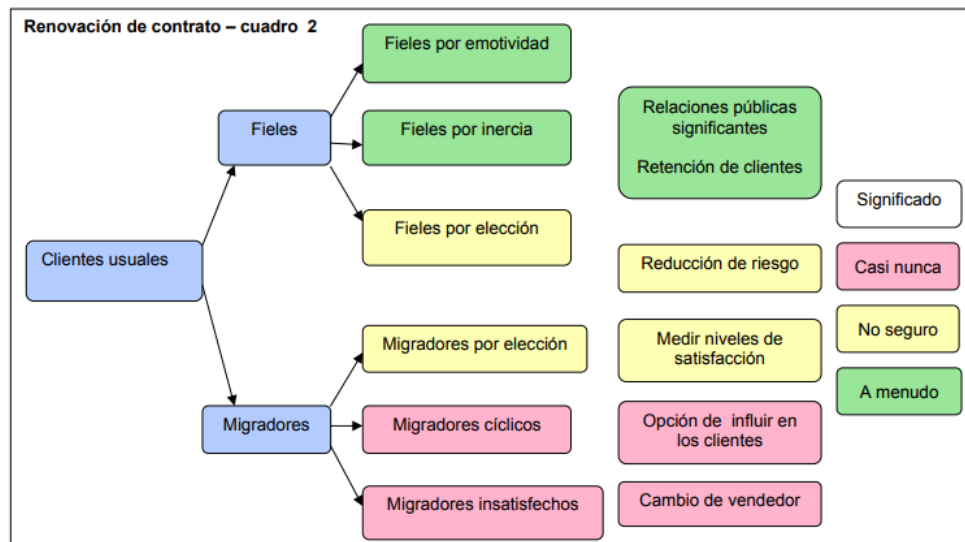 Renovación de contrato – cuadro 2
Fieles por emotividad
Fieles
Fieles por inercia
Fieles por elección
Clientes usuales
Migradores por elección
Migradores
Migradores cíclicos
Migradores insatisfechos
Relaciones públicas
significantes
Retención de clientes
Reducción de riesgo
Medir niveles de
satisfacción
Opción de influir en
los clientes
Cambio de vendedor
Significado
Casi nunca
No seguro
A menudo